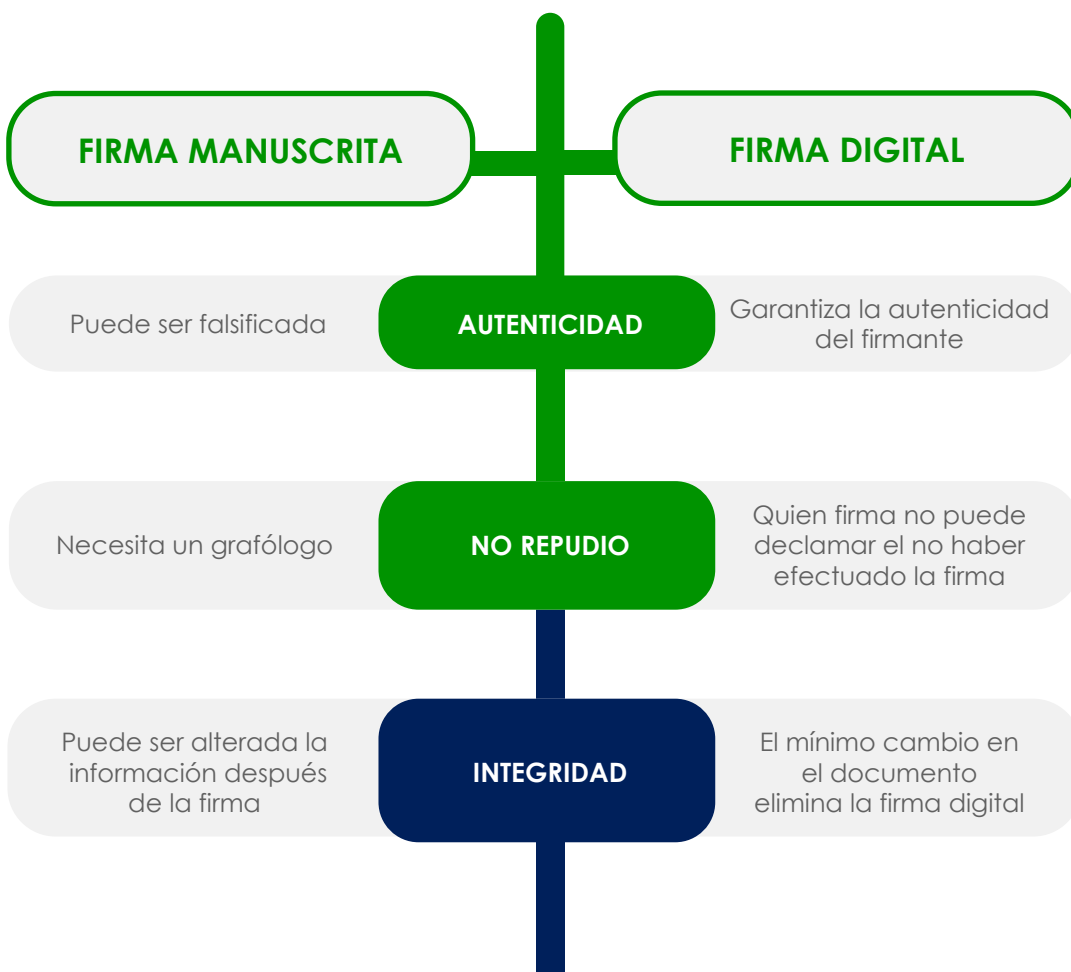 FIRMA MANUSCRITA
FIRMA DIGITAL
Puede ser falsificada
AUTENTICIDAD
Garantiza la autenticidad
del firmante
Necesita un grafólogo
NO REPUDIO
Quien firma no puede
declamar el no haber
efectuado la firma
Puede ser alterada la
información después
de la firma
INTEGRIDAD
El mínimo cambio en
el documento
elimina la firma digital